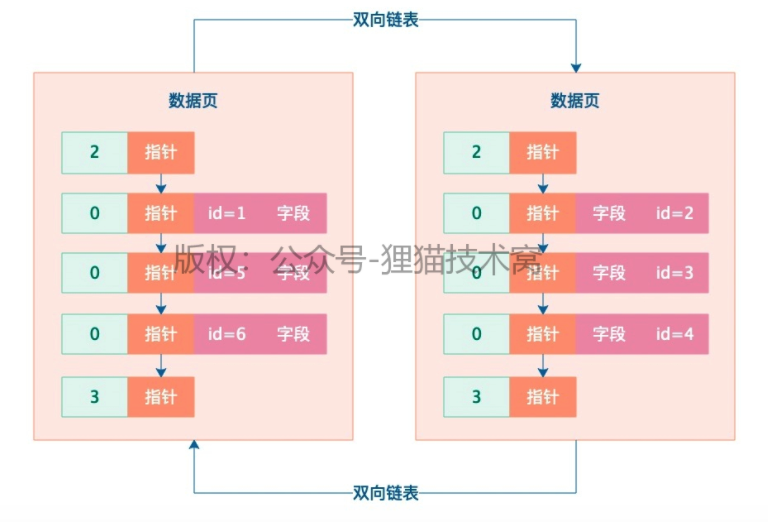 双向链表
数据页
2 指针
0 指针 id=1 字段
0 指针 id=5 字段
0 指针 id=6 字段
3 指针
数据页
2 指针
0 指针 字段 id=2
0 指针 字段 id=3
0 指针 字段 id=4
3 指针
版权：公众号-狸猫技术窝
双向链表